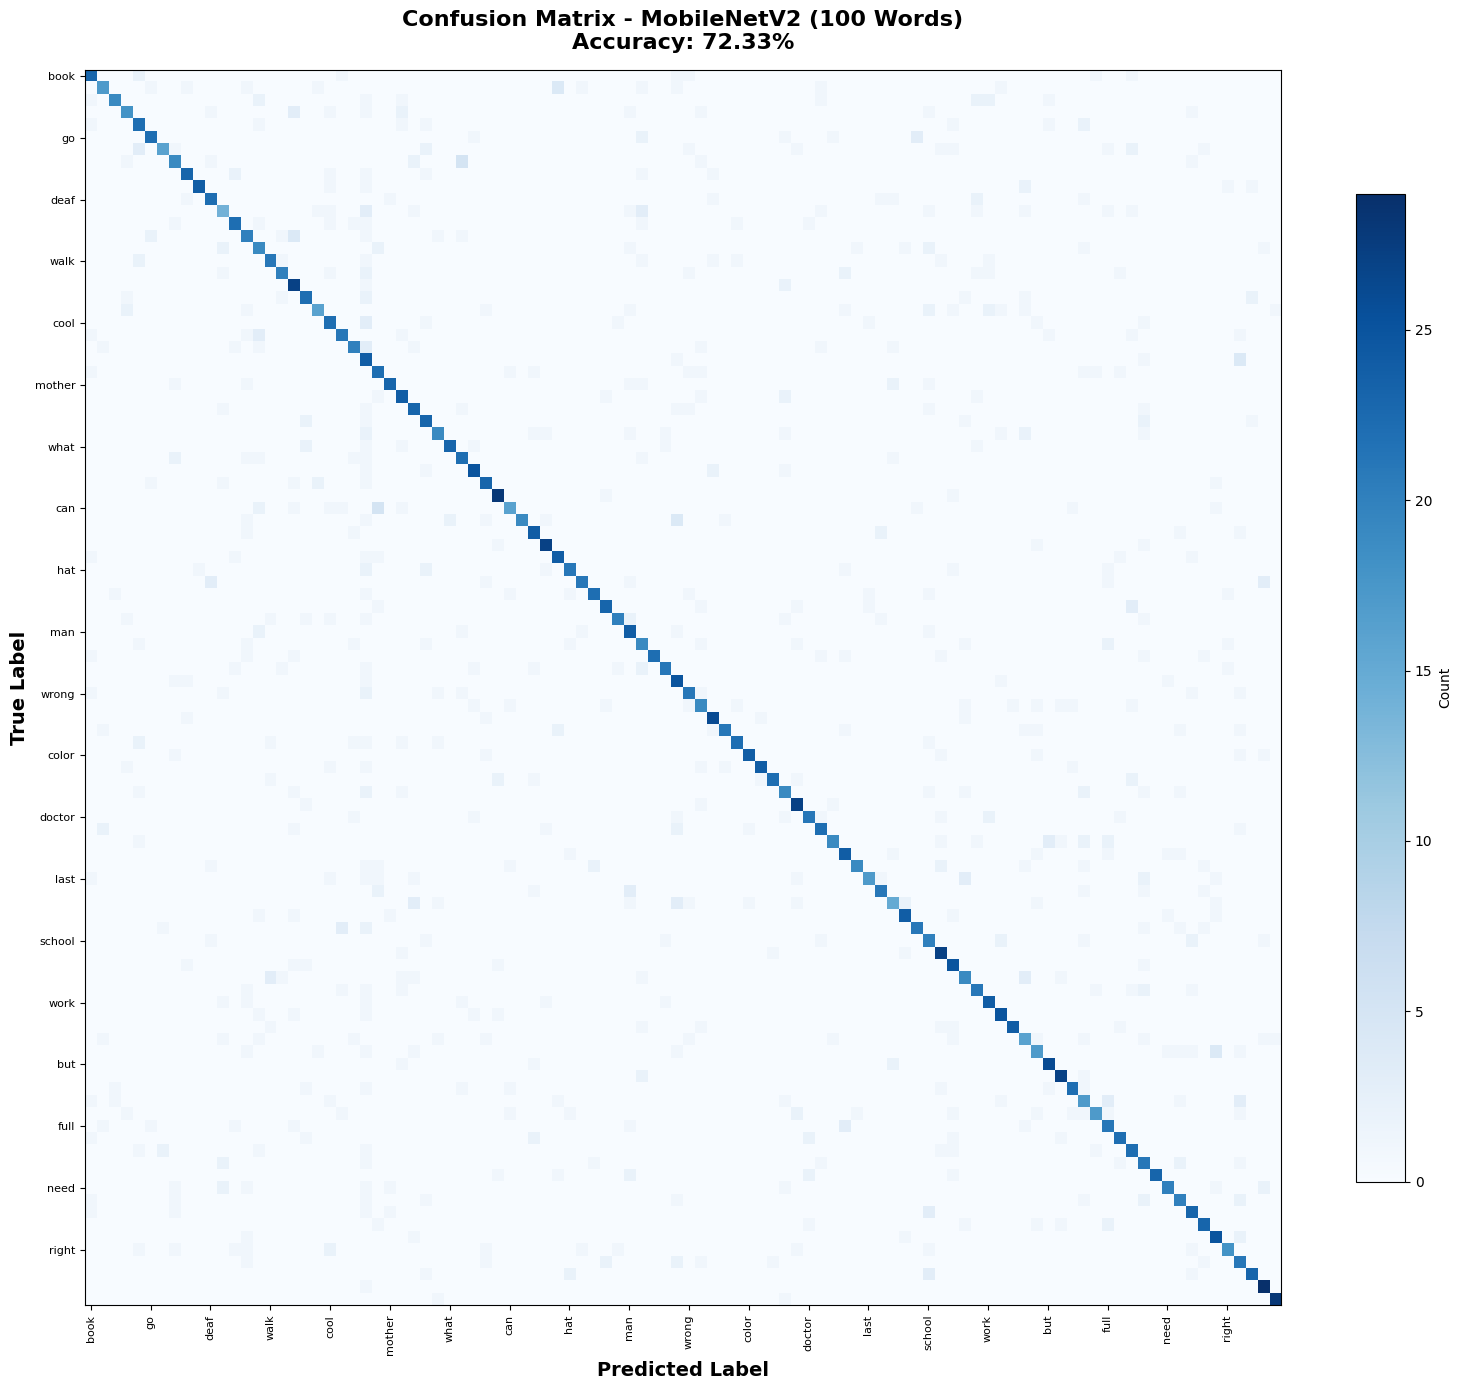 Confusion Matrix - MobileNetV2 (100 Words)
Accuracy: 72.33%
True Label
book
go
deaf
walk
cool
mother
what
can
hat
man
wrong
color
doctor
last
school
work
but
full
need
right
book
go
deaf
walk
cool
mother
what
can
hat
man
wrong
color
doctor
last
school
work
but
full
need
right
Predicted Label
25
20
15
10
5
0
Count